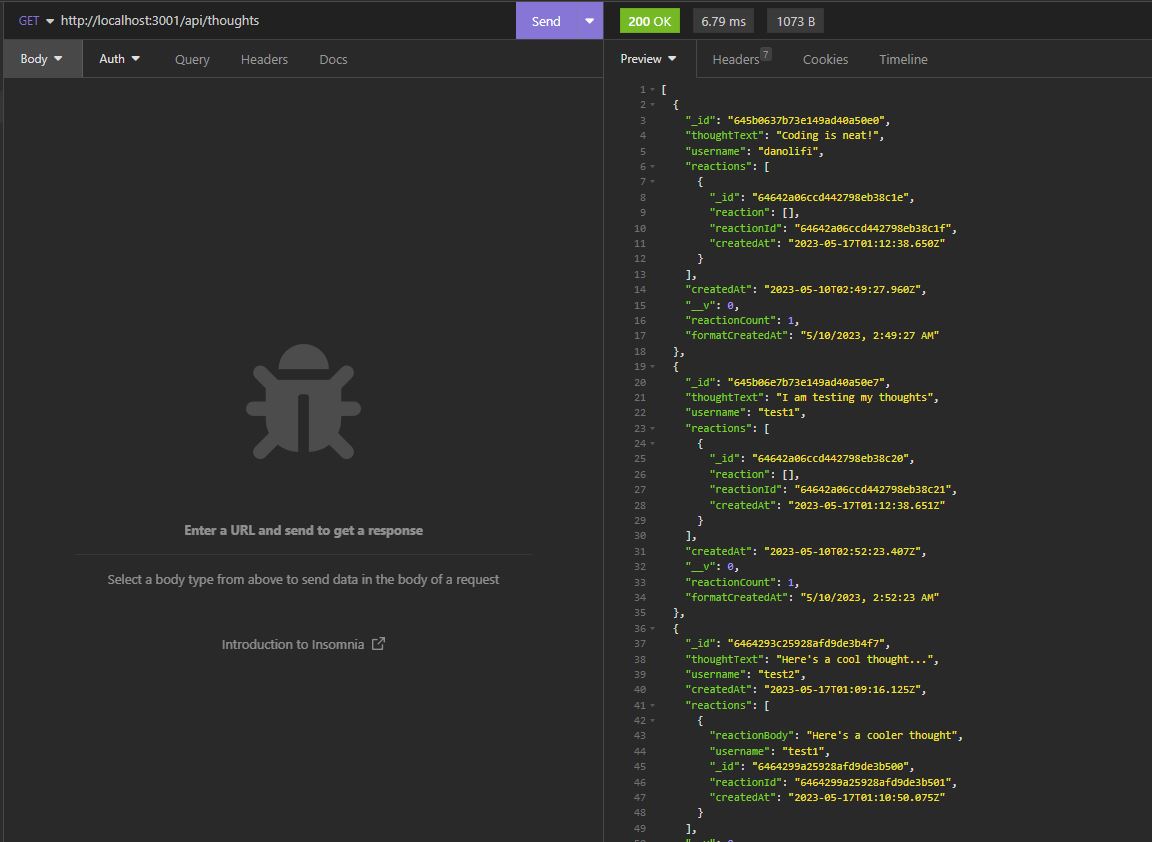 GET http://localhost:3001/api/thoughts Send 200 OK 6.79 ms 1073 B
Body Auth Query Headers Docs Preview Headers 7 Cookies Timeline
Enter a URL and send to get a response
Select a body type from above to send data in the body of a request
Introduction to Insomnia
1 [
2 {
3 "_id": "645b0637b73e149ad40a50e0",
4 "thoughtText": "Coding is neat!",
5 "username": "danolifi",
6 "reactions": [
7 {
8 "_id": "64642a06ccd442798eb38c1e",
9 "reaction": [],
10 "reactionId": "64642a06ccd442798eb38c1f",
11 "createdAt": "2023-05-17T01:12:38.650Z"
12 }
13 ],
14 "createdAt": "2023-05-10T02:49:27.960Z",
15 "__v": 0,
16 "reactionCount": 1,
17 "formatCreatedAt": "5/10/2023, 2:49:27 AM"
18 },
19 {
20 "_id": "645b06e7b73e149ad40a50e7",
21 "thoughtText": "I am testing my thoughts",
22 "username": "test1",
23 "reactions": [
24 {
25 "_id": "64642a06ccd442798eb38c20",
26 "reaction": [],
27 "reactionId": "64642a06ccd442798eb38c21",
28 "createdAt": "2023-05-17T01:12:38.651Z"
29 }
30 ],
31 "createdAt": "2023-05-10T02:52:23.407Z",
32 "__v": 0,
33 "reactionCount": 1,
34 "formatCreatedAt": "5/10/2023, 2:52:23 AM"
35 },
36 {
37 "_id": "6464293c25928afd9de3b4f7",
38 "thoughtText": "Here's a cool thought...",
39 "username": "test2",
40 "createdAt": "2023-05-17T01:09:16.125Z",
41 "reactions": [
42 {
43 "reactionBody": "Here's a cooler thought",
44 "username": "test1",
45 "_id": "6464299a25928afd9de3b500",
46 "reactionId": "6464299a25928afd9de3b501",
47 "createdAt": "2023-05-17T01:10:50.075Z"
48 }
49 ],